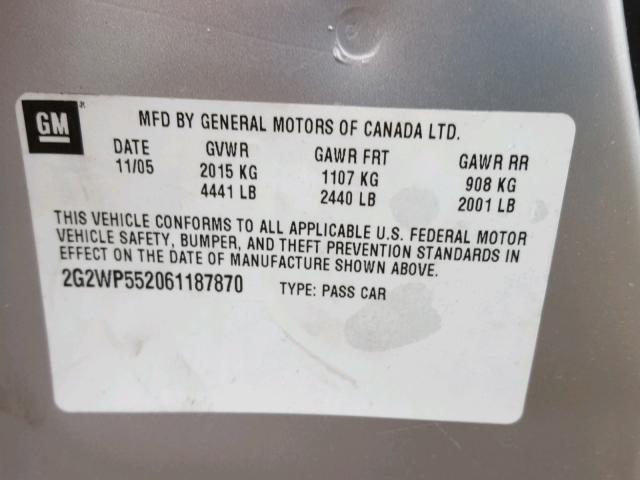 GM
MFD BY GENERAL MOTORS OF CANADA LTD.
DATE GVWR GAWR FRT GAWR RR
11/05 2015 KG 1107 KG 908 KG
4441 LB 2440 LB 2001 LB
THIS VEHICLE CONFORMS TO ALL APPLICABLE U.S. FEDERAL MOTOR
VEHICLE SAFETY, BUMPER, AND THEFT PREVENTION STANDARDS IN
EFFECT ON THE DATE OF MANUFACTURE SHOWN ABOVE.
2G2WP552061187870 TYPE: PASS CAR